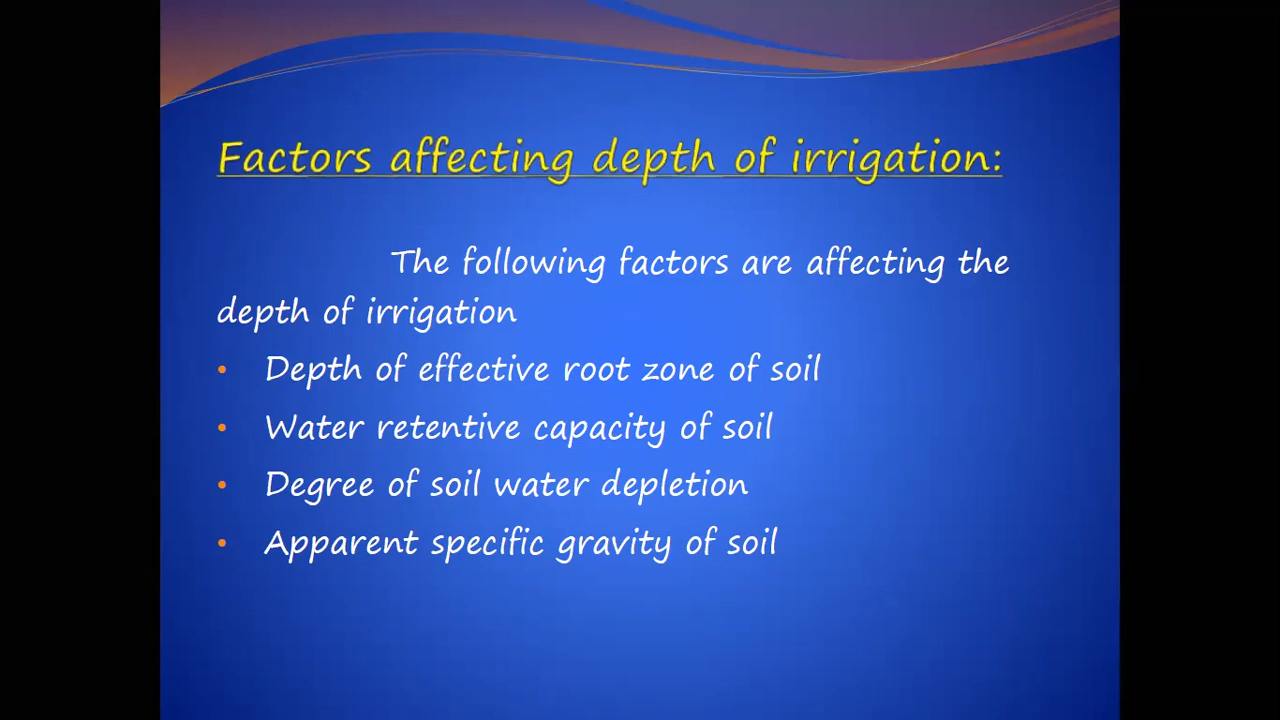 Factors affecting depth of irrigation:
The following factors are affecting the
depth of irrigation
• Depth of effective root zone of soil
• Water retentive capacity of soil
• Degree of soil water depletion
• Apparent specific gravity of soil